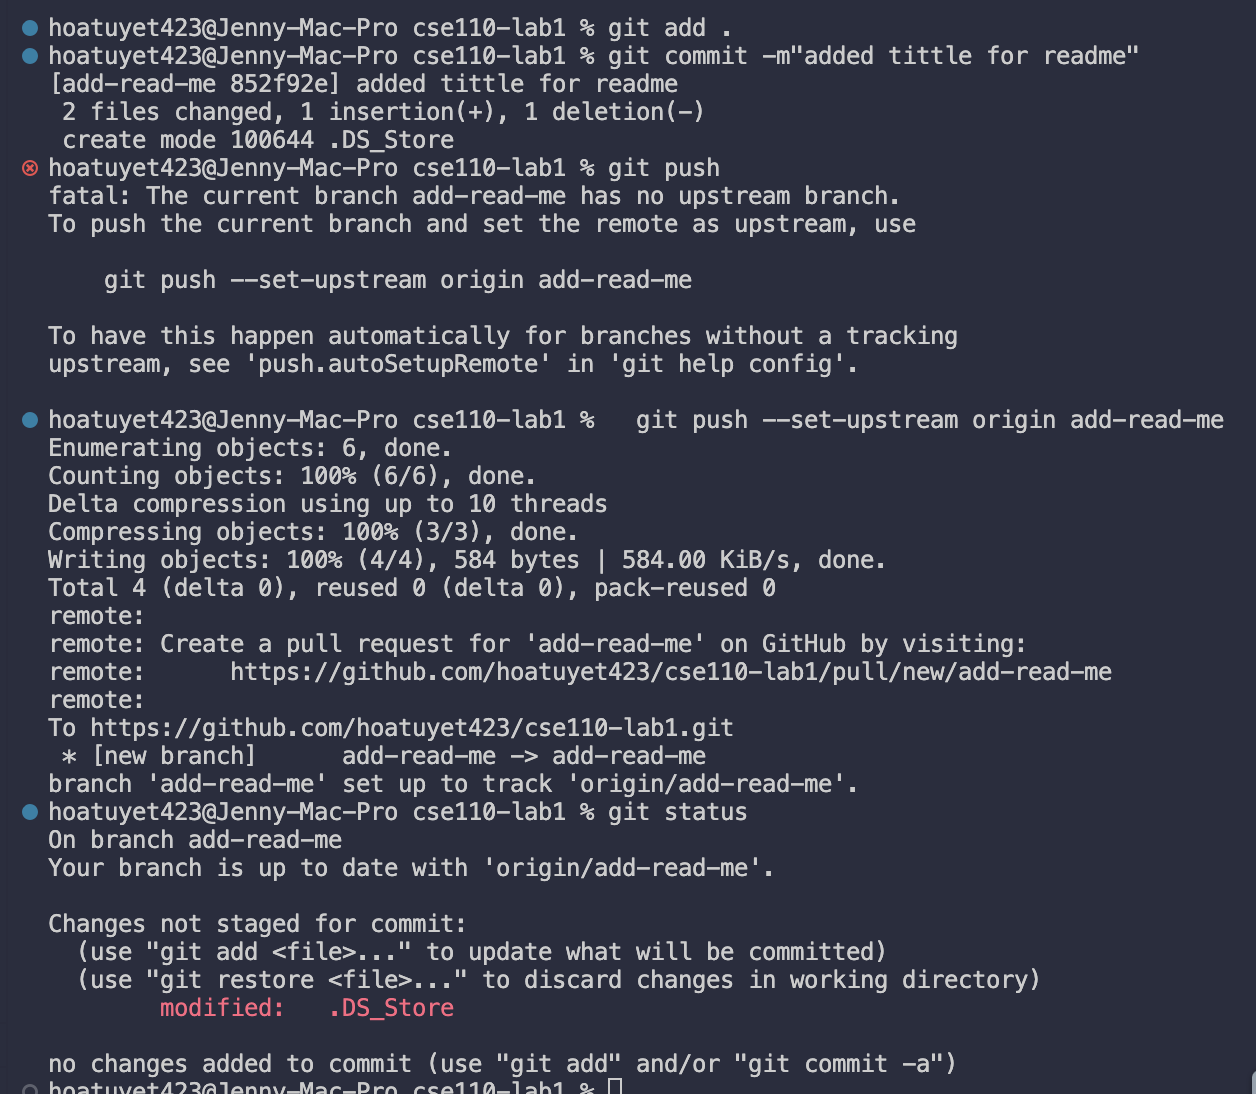 hoatuyet423@Jenny-Mac-Pro cse110-lab1 % git add .
hoatuyet423@Jenny-Mac-Pro cse110-lab1 % git commit -m"added tittle for readme"
[add-read-me 852f92e] added tittle for readme
 2 files changed, 1 insertion(+), 1 deletion(-)
 create mode 100644 .DS_Store
hoatuyet423@Jenny-Mac-Pro cse110-lab1 % git push
fatal: The current branch add-read-me has no upstream branch.
To push the current branch and set the remote as upstream, use
    git push --set-upstream origin add-read-me
To have this happen automatically for branches without a tracking
upstream, see 'push.autoSetupRemote' in 'git help config'.
hoatuyet423@Jenny-Mac-Pro cse110-lab1 %   git push --set-upstream origin add-read-me
Enumerating objects: 6, done.
Counting objects: 100% (6/6), done.
Delta compression using up to 10 threads
Compressing objects: 100% (3/3), done.
Writing objects: 100% (4/4), 584 bytes | 584.00 KiB/s, done.
Total 4 (delta 0), reused 0 (delta 0), pack-reused 0
remote:
remote: Create a pull request for 'add-read-me' on GitHub by visiting:
remote:      https://github.com/hoatuyet423/cse110-lab1/pull/new/add-read-me
remote:
To https://github.com/hoatuyet423/cse110-lab1.git
 * [new branch]      add-read-me -> add-read-me
branch 'add-read-me' set up to track 'origin/add-read-me'.
hoatuyet423@Jenny-Mac-Pro cse110-lab1 % git status
On branch add-read-me
Your branch is up to date with 'origin/add-read-me'.
Changes not staged for commit:
  (use "git add <file>..." to update what will be committed)
  (use "git restore <file>..." to discard changes in working directory)
        modified:   .DS_Store
no changes added to commit (use "git add" and/or "git commit -a")
hoatuyet423@Jenny-Mac-Pro cse110-lab1 %